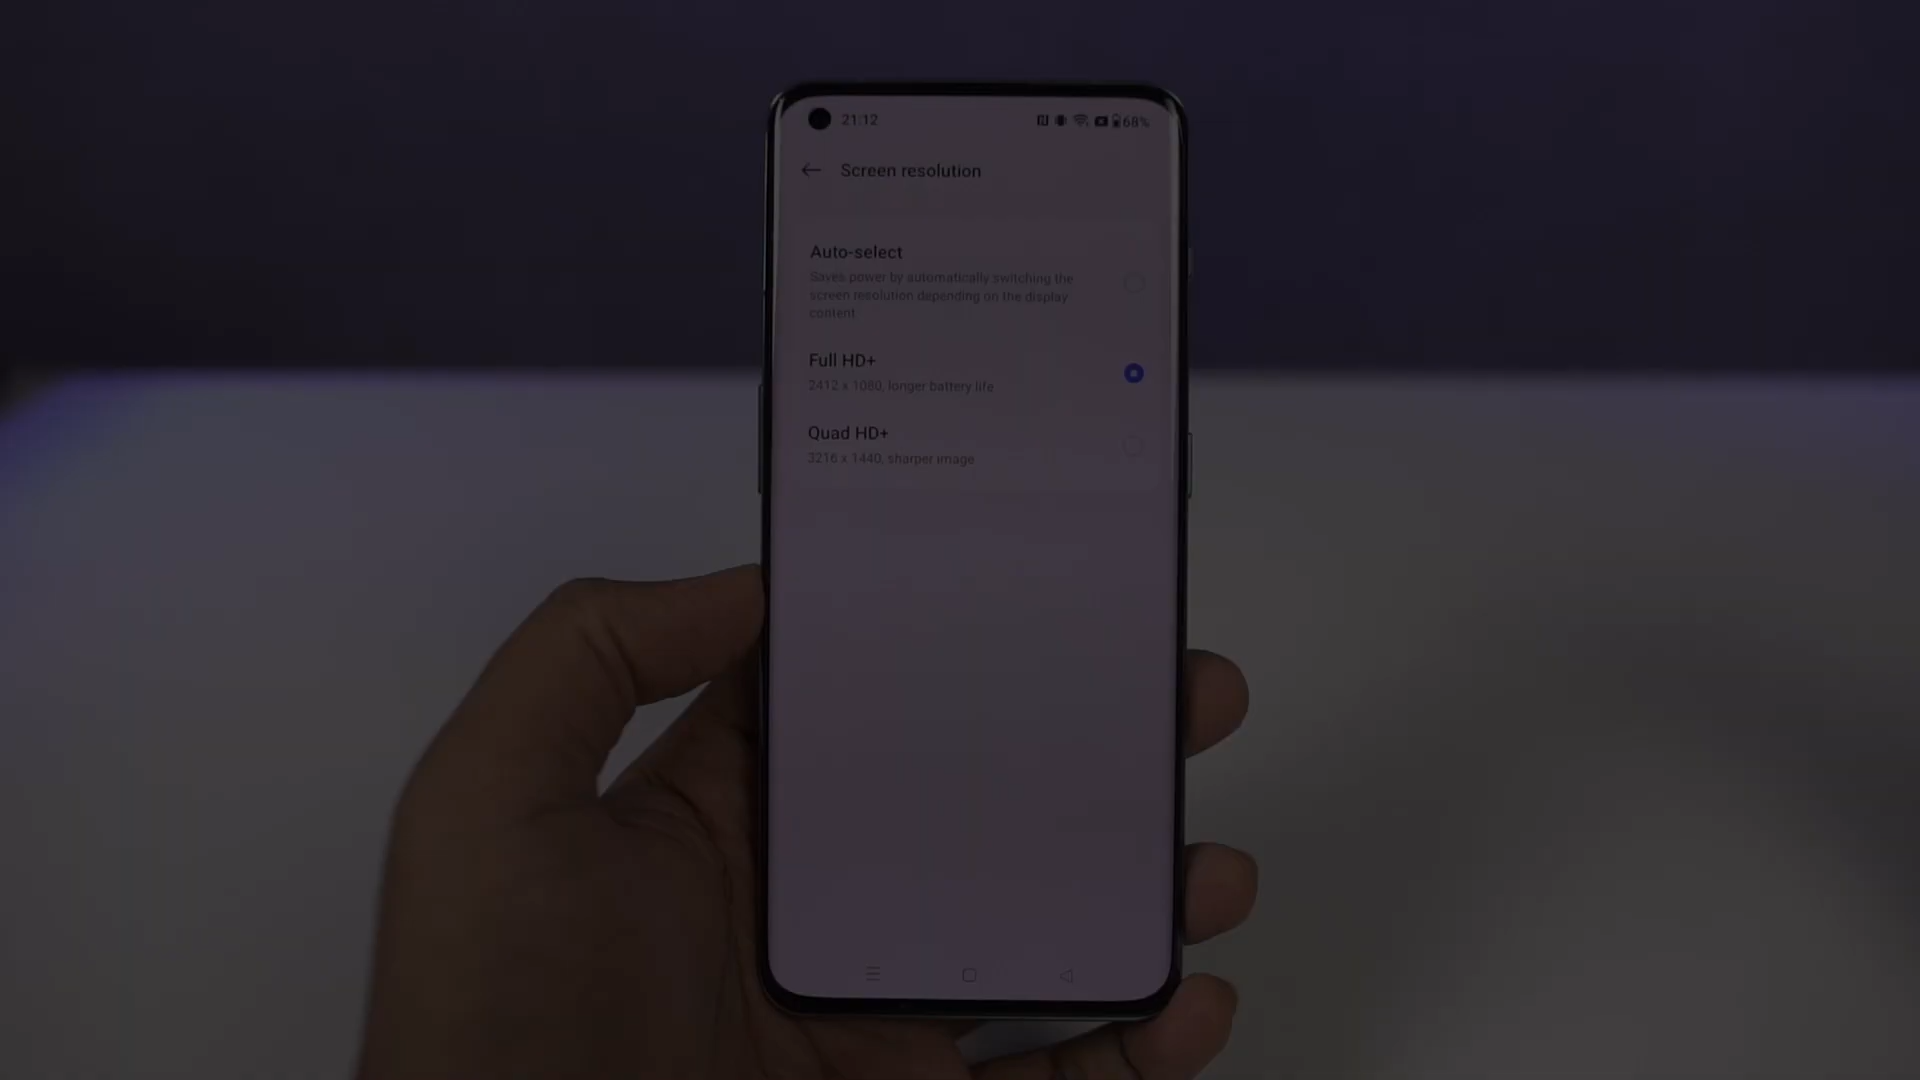 21:12
68%
Screen resolution
Auto-select
Saves power by automatically switching the
screen resolution depending on the display
content.
Full HD+
2412 x 1080, longer battery life
Quad HD+
3216 x 1440, sharper image